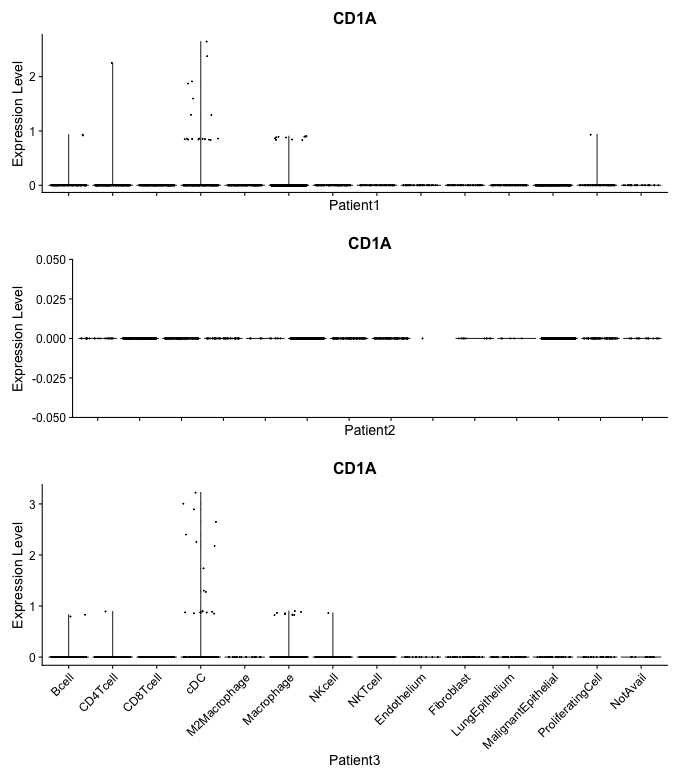 CD1A
Expression Level
2
1
0
Patient1
CD1A
Expression Level
0.050
0.025
0.000
-0.025
-0.050
Patient2
CD1A
Expression Level
3
2
1
0
Bcell
CD4Tcell
CD8Tcell
cDC
M2Macrophage
Macrophage
NKcell
NKTcell
Endothelium
Fibroblast
LungEpithelium
MalignantEpithelial
ProliferatingCell
NotAvail
Patient3